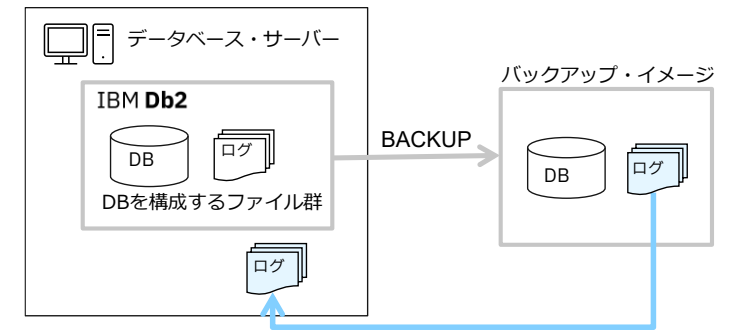 データベース・サーバー
IBM Db2
DB
ログ
DBを構成するファイル群
ログ
BACKUP
バックアップ・イメージ
DB
ログ